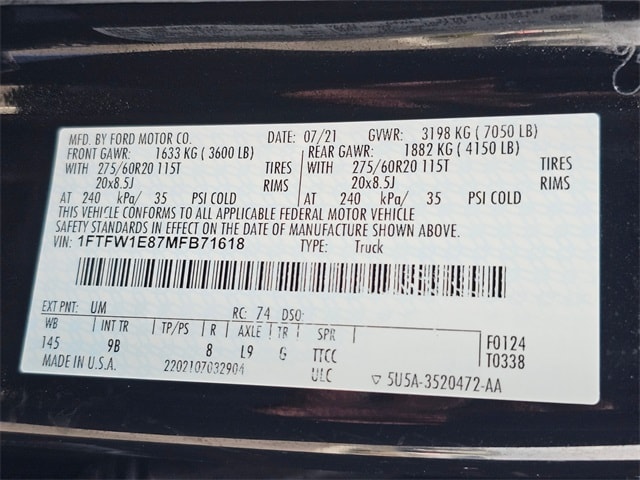 MFD. BY FORD MOTOR CO. DATE: 07/21 GVWR: 3198 KG ( 7050 LB)
FRONT GAWR: 1633 KG ( 3600 LB) REAR GAWR: 1882 KG ( 4150 LB)
WITH 275/60R20 115T TIRES WITH 275/60R20 115T TIRES
20x8.5J RIMS 20x8.5J RIMS
AT 240 kPa/ 35 PSI COLD AT 240 kPa/ 35 PSI COLD
THIS VEHICLE CONFORMS TO ALL APPLICABLE FEDERAL MOTOR VEHICLE
SAFETY STANDARDS IN EFFECT ON THE DATE OF MANUFACTURE SHOWN ABOVE.
VIN: 1FTFW1E87MFB71618 TYPE: Truck
EXT PNT: UM RC: 74 DSO:
WB INT TR TP/PS R AXLE TR SPR
145 9B 8 L9 G TTCC F0124
T0338
MADE IN U.S.A. 2202107032904 ULC 5U5A-3520472-AA